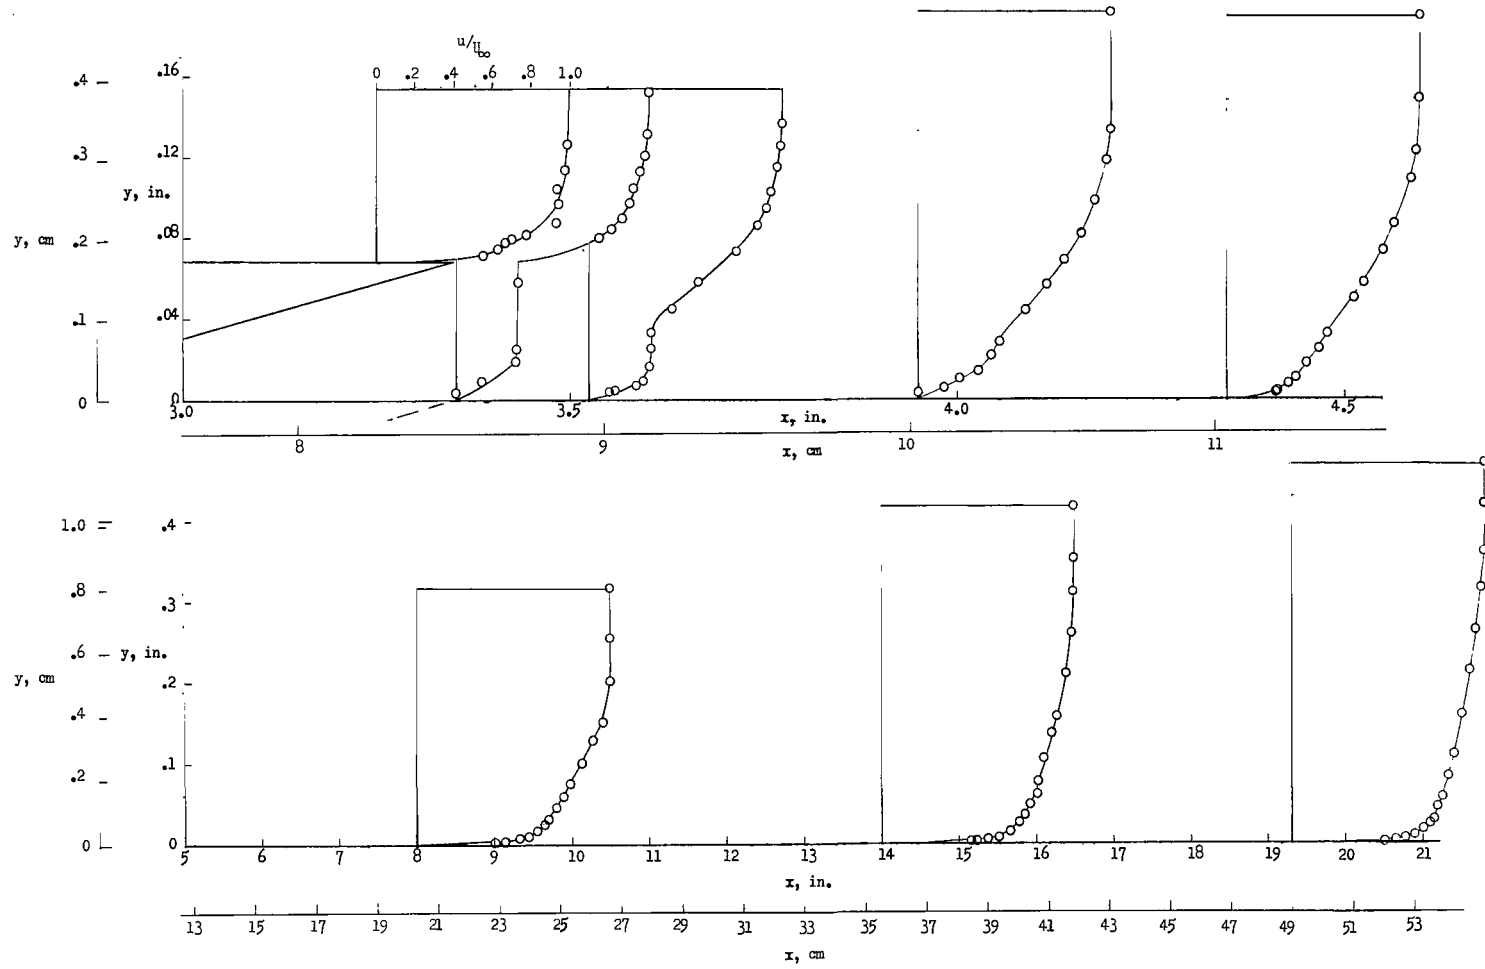 u/U∞
0 .2 .4 .6 .8 1.0
.4 .16
.3 .12
y, in.
y, cm .2 .08
.1 .04
0 0
3.0 3.5 4.0 4.5
x, in.
8 9 10 11
x, cm
1.0 .4
.8 .3
.6 y, in.
y, cm .2
.4
.2 .1
0 0
5 6 7 8 9 10 11 12 13 14 15 16 17 18 19 20 21
x, in.
13 15 17 19 21 23 25 27 29 31 33 35 37 39 41 43 45 47 49 51 53
x, cm